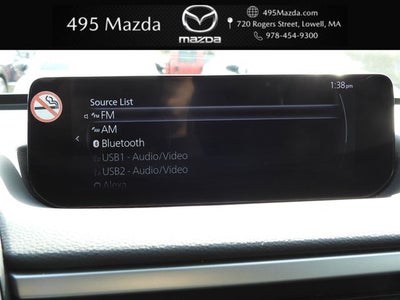 495 Mazda
mazda
495Mazda.com
720 Rogers Street, Lowell, MA
978-454-9300
1:38pm
Source List
FM
AM
Bluetooth
USB1 - Audio/Video
USB2 - Audio/Video
Alexa